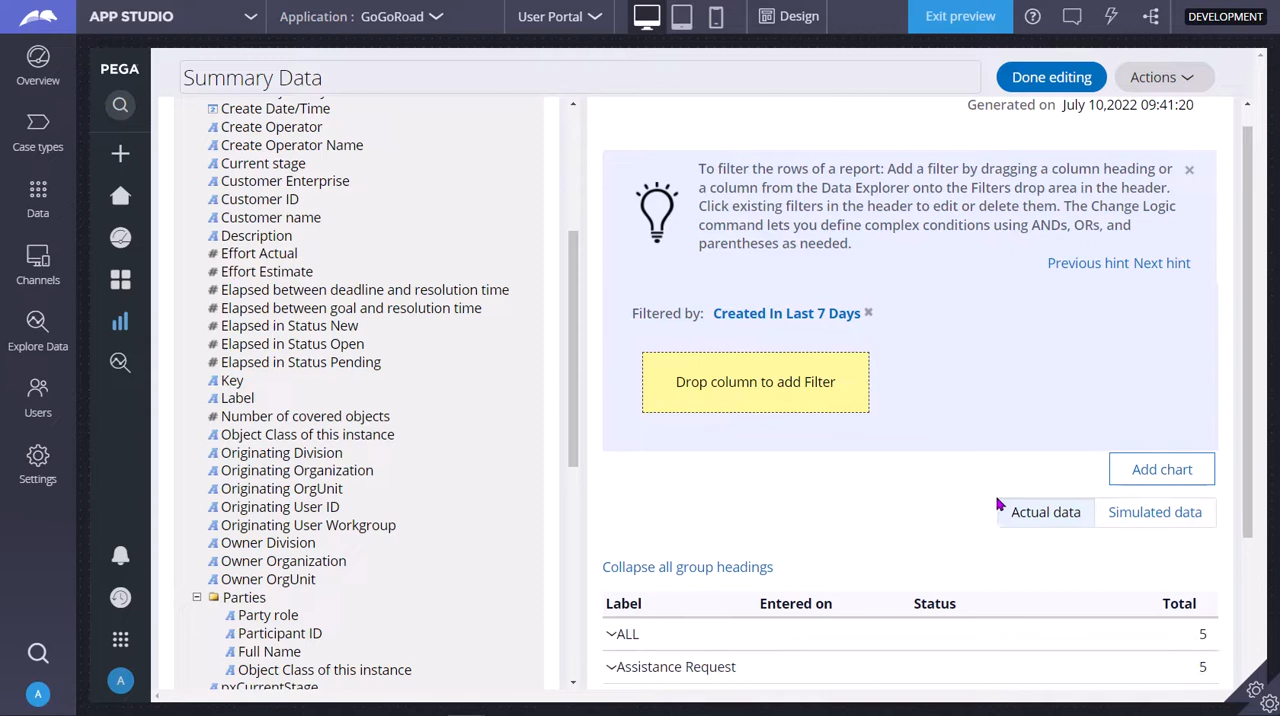 APP STUDIO
Application : GoGoRoad
User Portal
Design
Exit preview
DEVELOPMENT
Overview
Case types
Data
Channels
Explore Data
Users
Settings
A
PEGA
A
Summary Data
Done editing
Actions
Create Date/Time
Create Operator
Create Operator Name
Current stage
Customer Enterprise
Customer ID
Customer name
Description
Effort Actual
Effort Estimate
Elapsed between deadline and resolution time
Elapsed between goal and resolution time
Elapsed in Status New
Elapsed in Status Open
Elapsed in Status Pending
Key
Label
Number of covered objects
Object Class of this instance
Originating Division
Originating Organization
Originating OrgUnit
Originating User ID
Originating User Workgroup
Owner Division
Owner Organization
Owner OrgUnit
Parties
Party role
Participant ID
Full Name
Object Class of this instance
pxCurrentStage
Generated on July 10,2022 09:41:20
To filter the rows of a report: Add a filter by dragging a column heading or
a column from the Data Explorer onto the Filters drop area in the header.
Click existing filters in the header to edit or delete them. The Change Logic
command lets you define complex conditions using ANDs, ORs, and
parentheses as needed.
Previous hint Next hint
Filtered by: Created In Last 7 Days
Drop column to add Filter
Add chart
Actual data Simulated data
Collapse all group headings
Label Entered on Status Total
ALL 5
Assistance Request 5